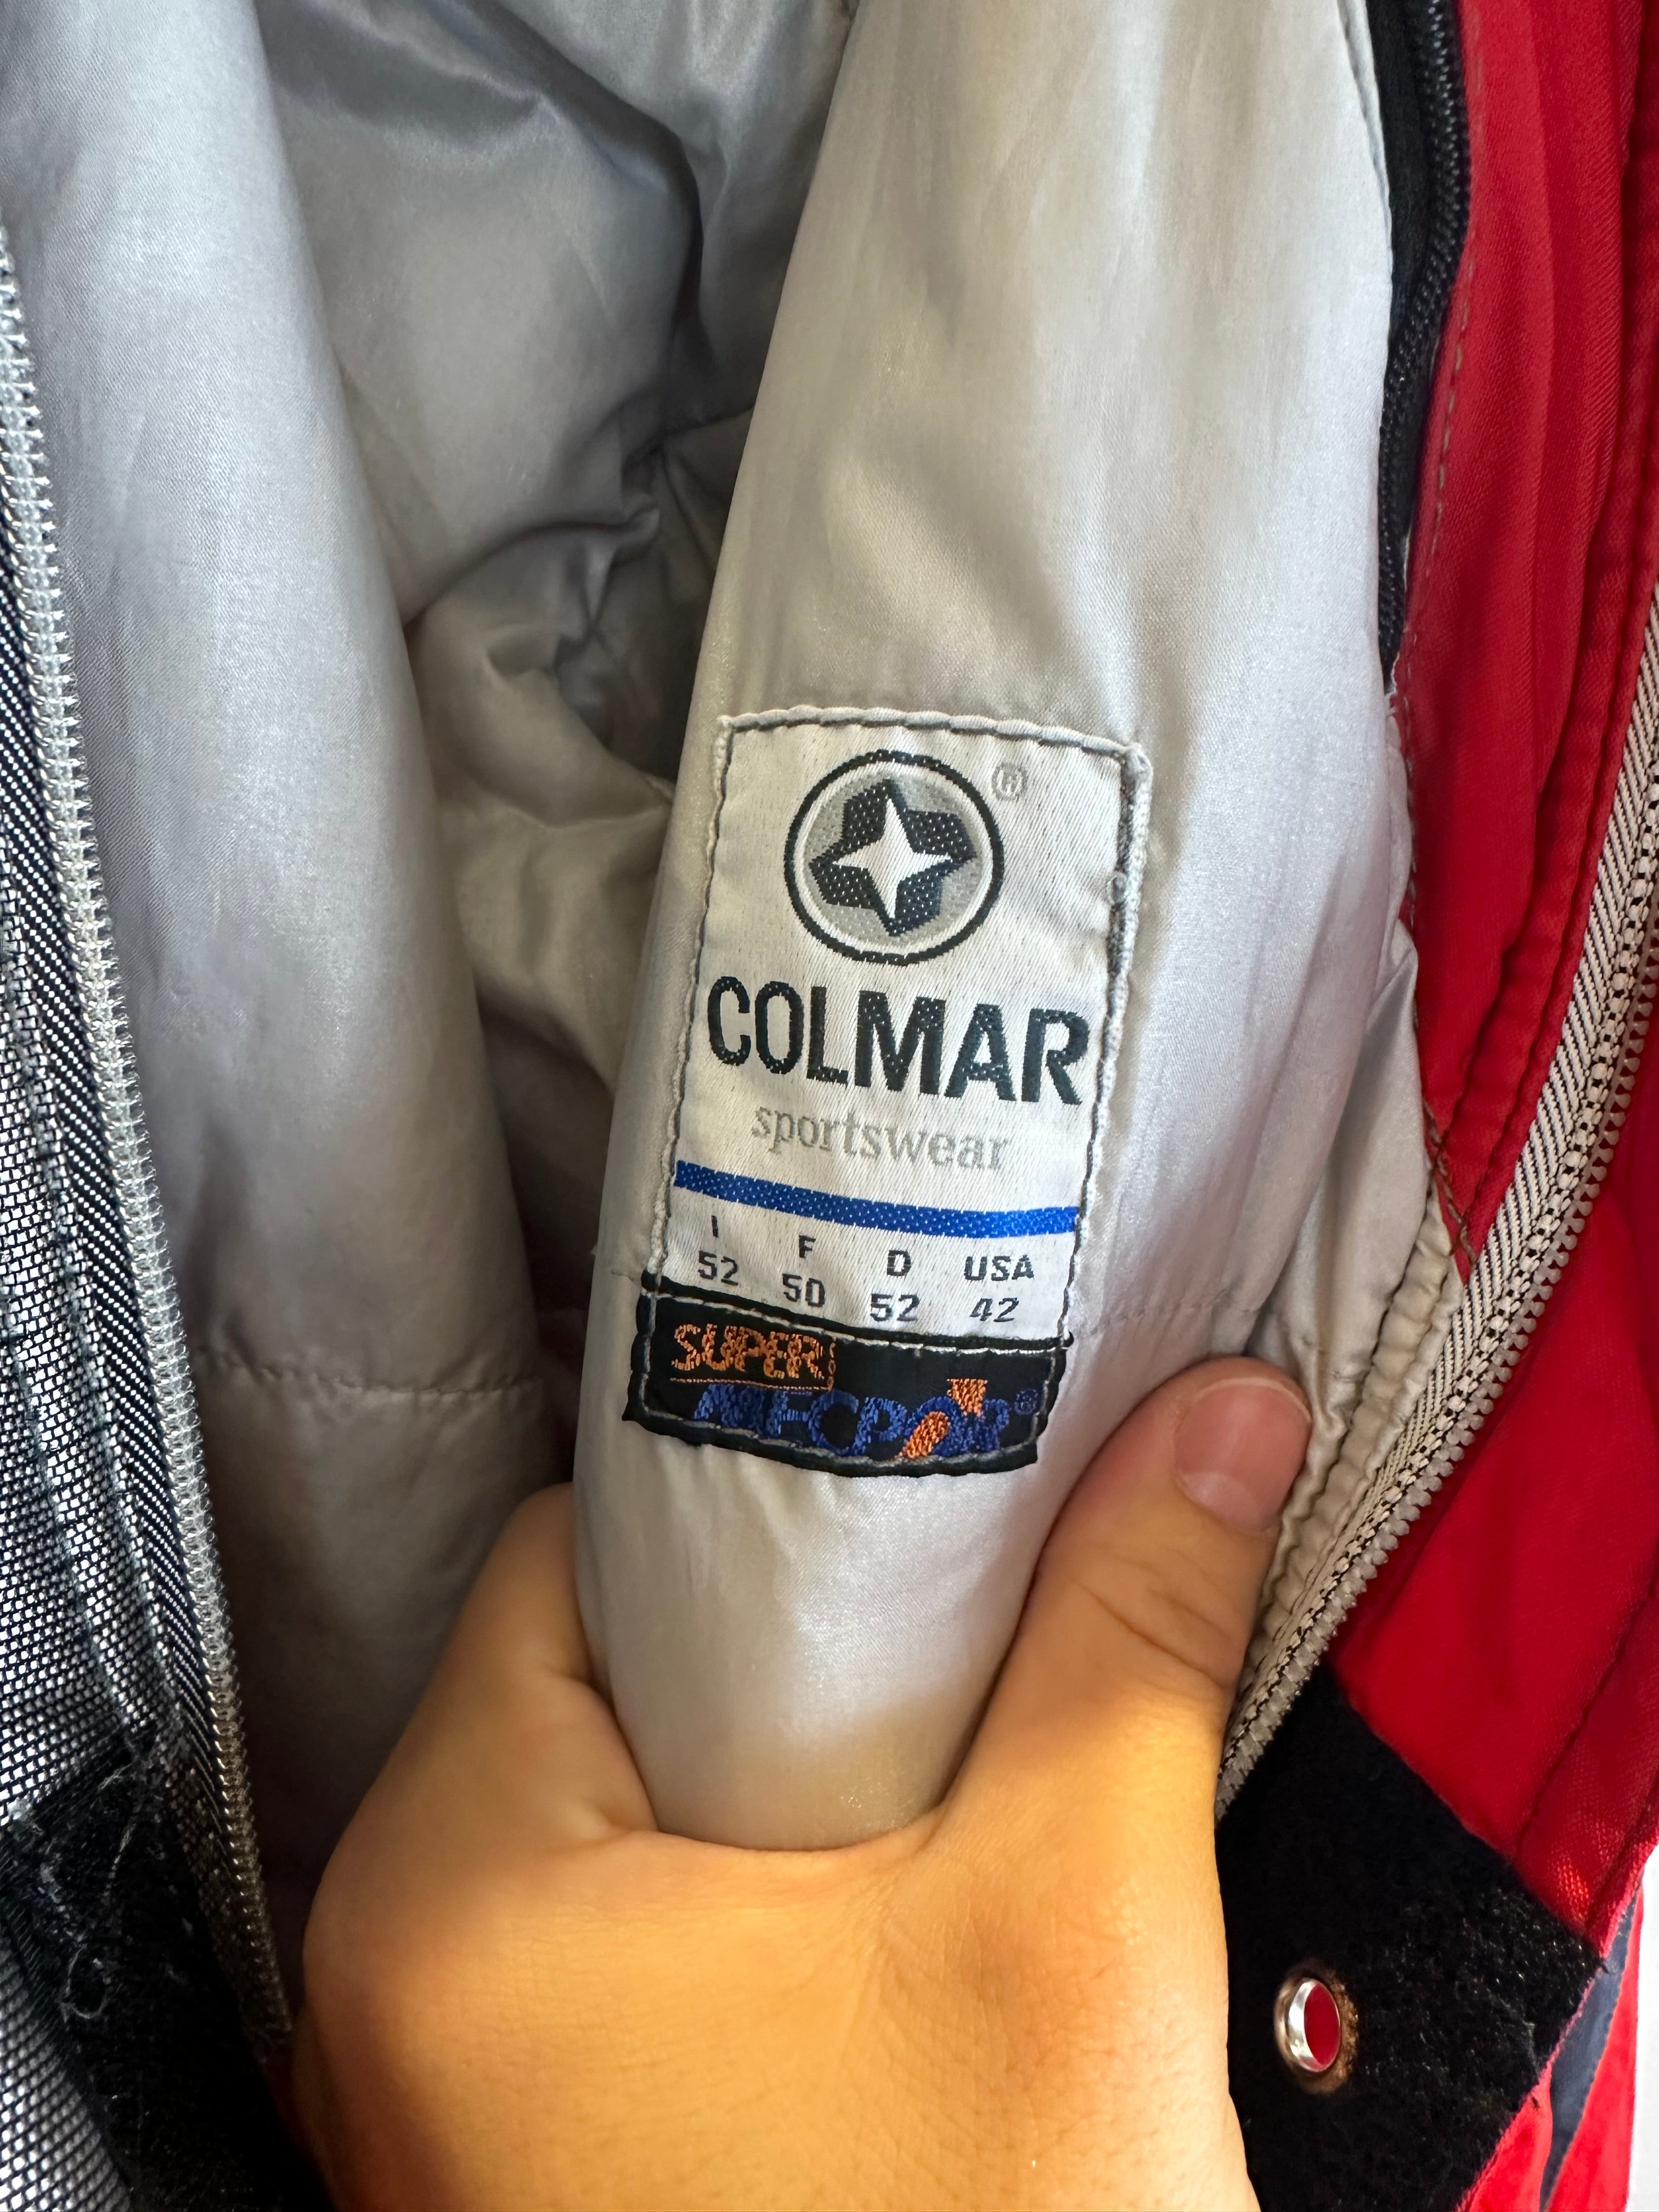 ®
COLMAR
sportswear
I F D USA
52 50 52 42
SUPER
®